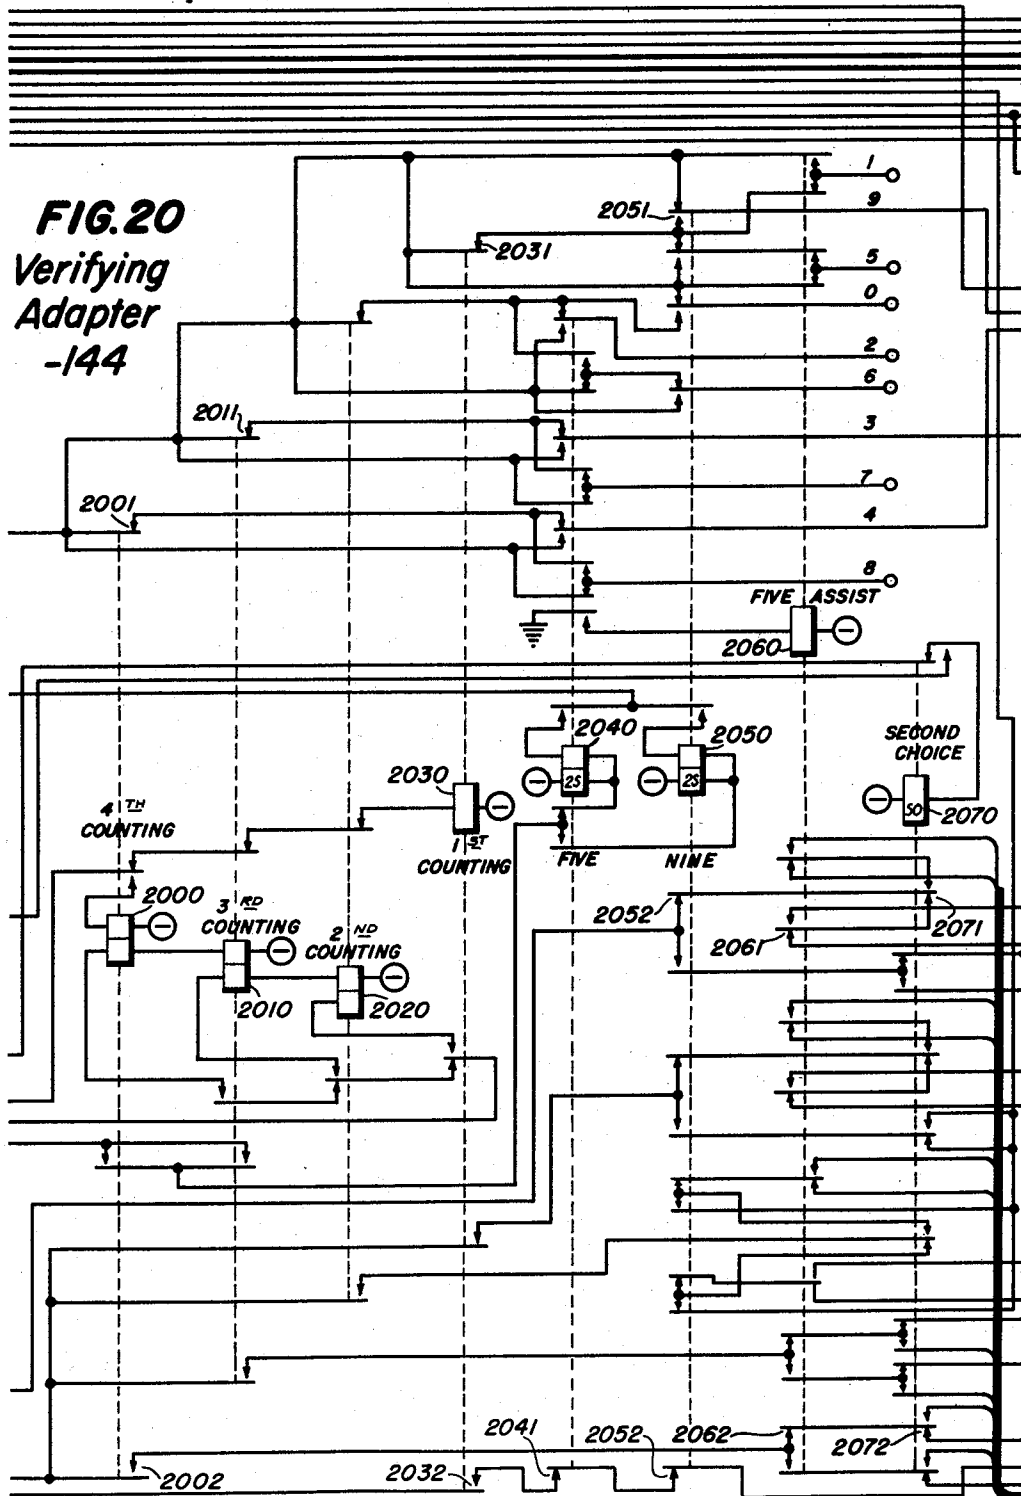 FIG.20
Verifying
Adapter
-144
1
9
2051
2031
5
0
2
6
2011
3
7
2001
4
8
FIVE ASSIST
2060
2040
2050
SECOND
CHOICE
2030
2S
2S
SO
2070
4TH
COUNTING
1ST
COUNTING
FIVE
NINE
2000
3RD
COUNTING
2052
2071
2ND
COUNTING
2061
2010
2020
2041
2052
2062
2072
2002
2032